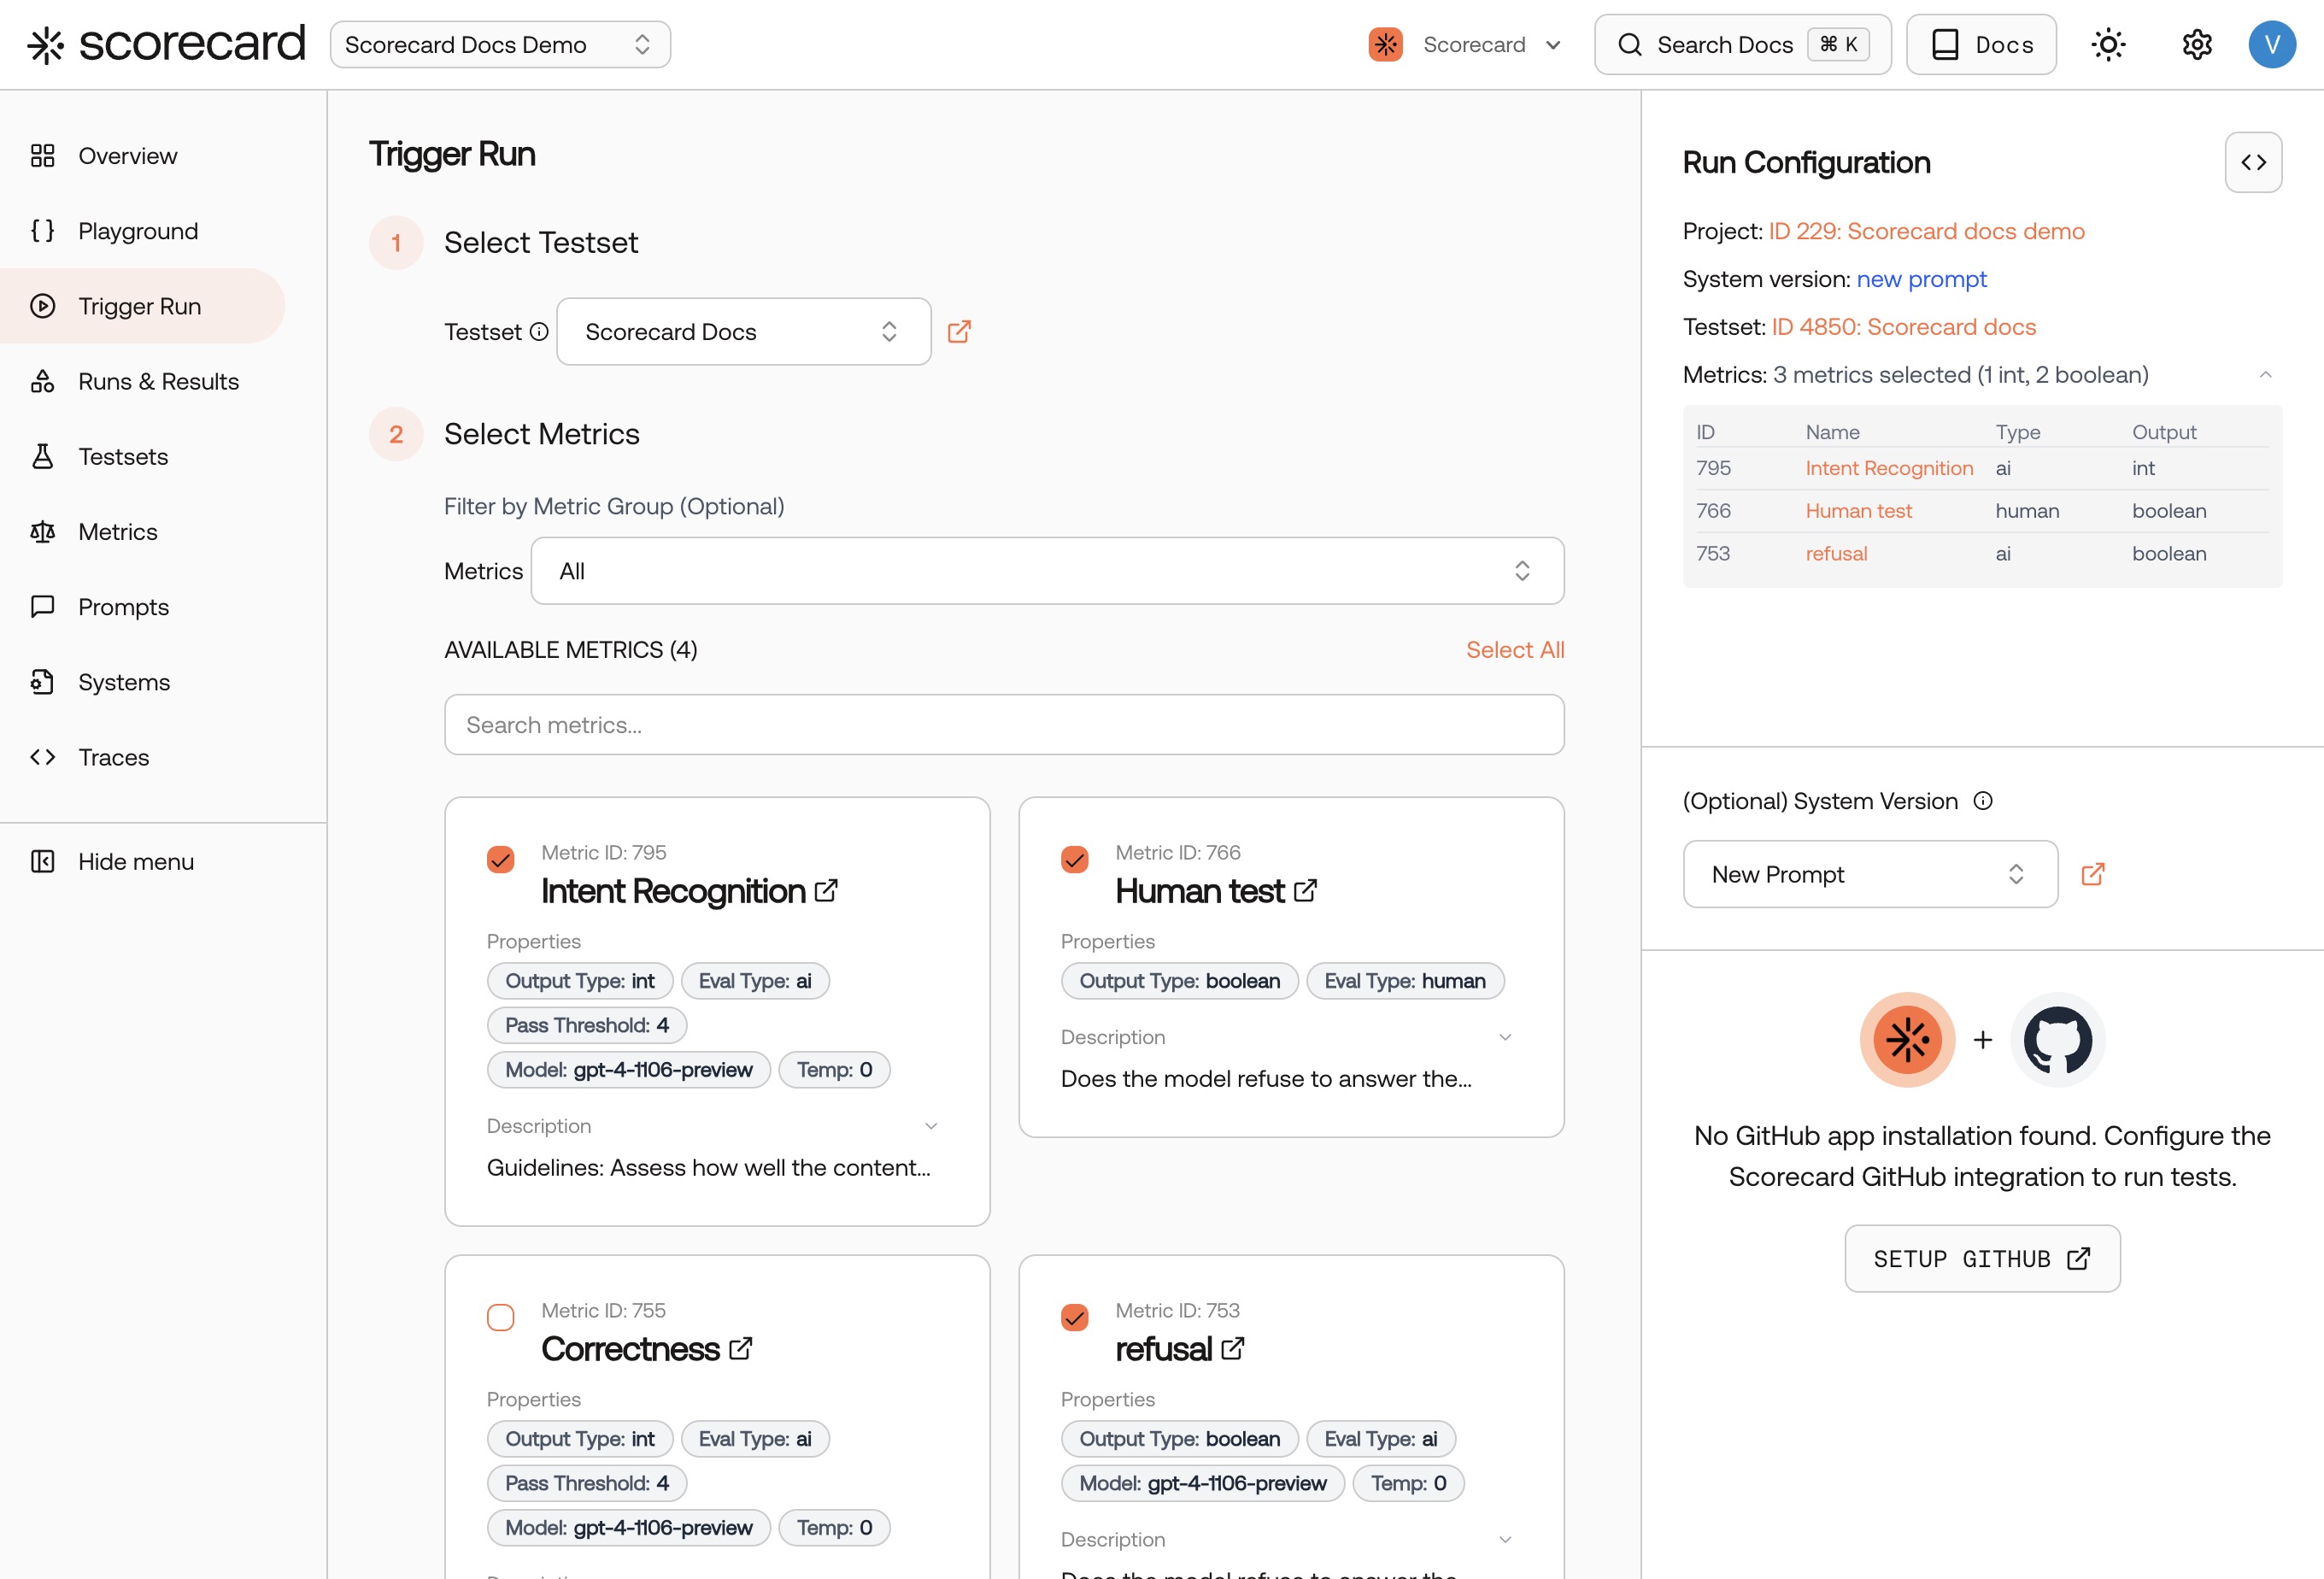 scorecard
Scorecard Docs Demo
Scorecard
Search Docs ⌘ K
Docs
V
Overview
Playground
Trigger Run
Runs & Results
Testsets
Metrics
Prompts
Systems
Traces
Hide menu
Trigger Run
1 Select Testset
Testset Scorecard Docs
2 Select Metrics
Filter by Metric Group (Optional)
Metrics All
AVAILABLE METRICS (4) Select All
Search metrics...
Metric ID: 795
Intent Recognition
Properties
Output Type: int Eval Type: ai
Pass Threshold: 4
Model: gpt-4-1106-preview Temp: 0
Description
Guidelines: Assess how well the content...
Metric ID: 766
Human test
Properties
Output Type: boolean Eval Type: human
Description
Does the model refuse to answer the...
Metric ID: 755
Correctness
Properties
Output Type: int Eval Type: ai
Pass Threshold: 4
Model: gpt-4-1106-preview Temp: 0
Metric ID: 753
refusal
Properties
Output Type: boolean Eval Type: ai
Model: gpt-4-1106-preview Temp: 0
Description
Does the model refuse to answer the...
Run Configuration
Project: ID 229: Scorecard docs demo
System version: new prompt
Testset: ID 4850: Scorecard docs
Metrics: 3 metrics selected (1 int, 2 boolean)
ID Name Type Output
795 Intent Recognition ai int
766 Human test human boolean
753 refusal ai boolean
(Optional) System Version
New Prompt
+
No GitHub app installation found. Configure the
Scorecard GitHub integration to run tests.
SETUP GITHUB